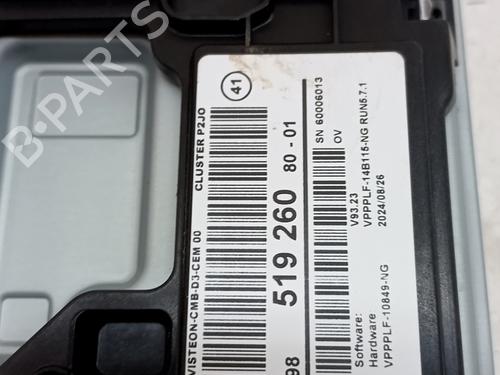 VISTEON-CMB-D3-CEM 00
CLUSTER P2JO
41
98 519 260 80 - 01
SN 60006013
OV
V93.23
VPPPLF-14B115-NG RUN5.7.1
2024/08/26
Software:
Hardware
VPPPLF-10849-NG
B-PARTS